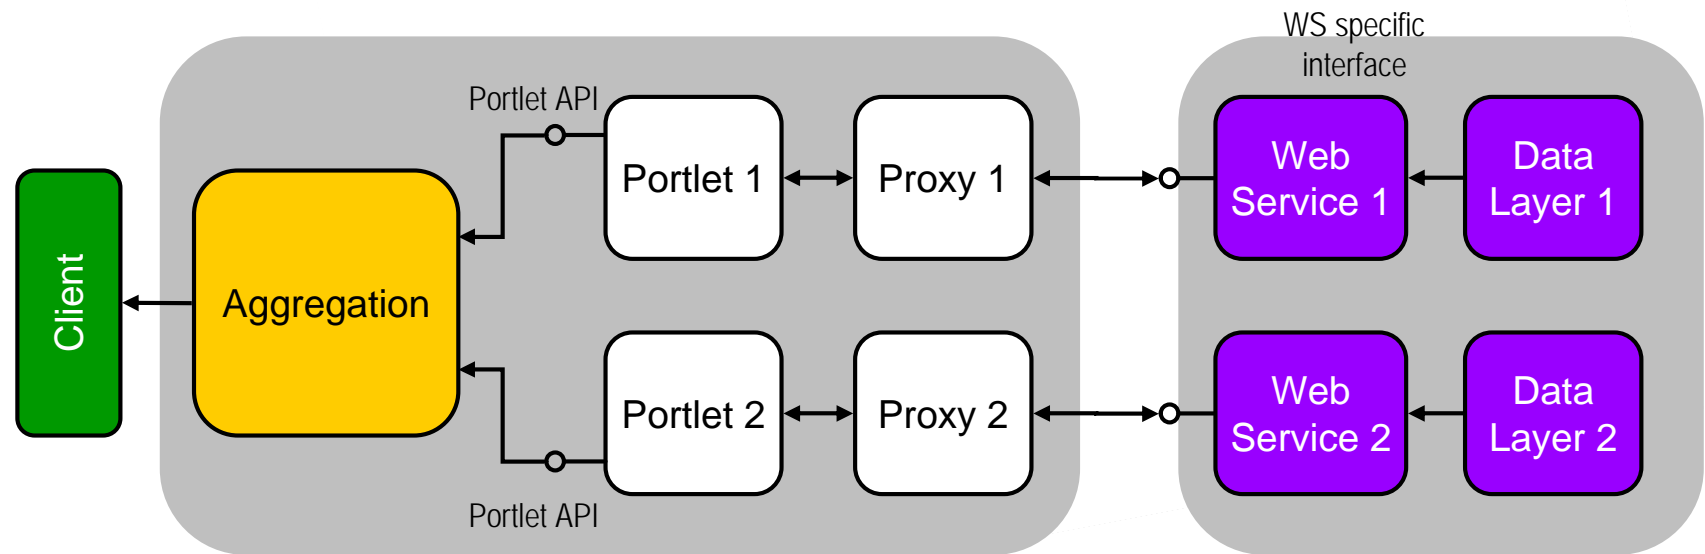 WS specific
interface
Portlet API
Portlet 1
Proxy 1
Web
Service 1
Data
Layer 1
Client
Aggregation
Portlet 2
Proxy 2
Web
Service 2
Data
Layer 2
Portlet API